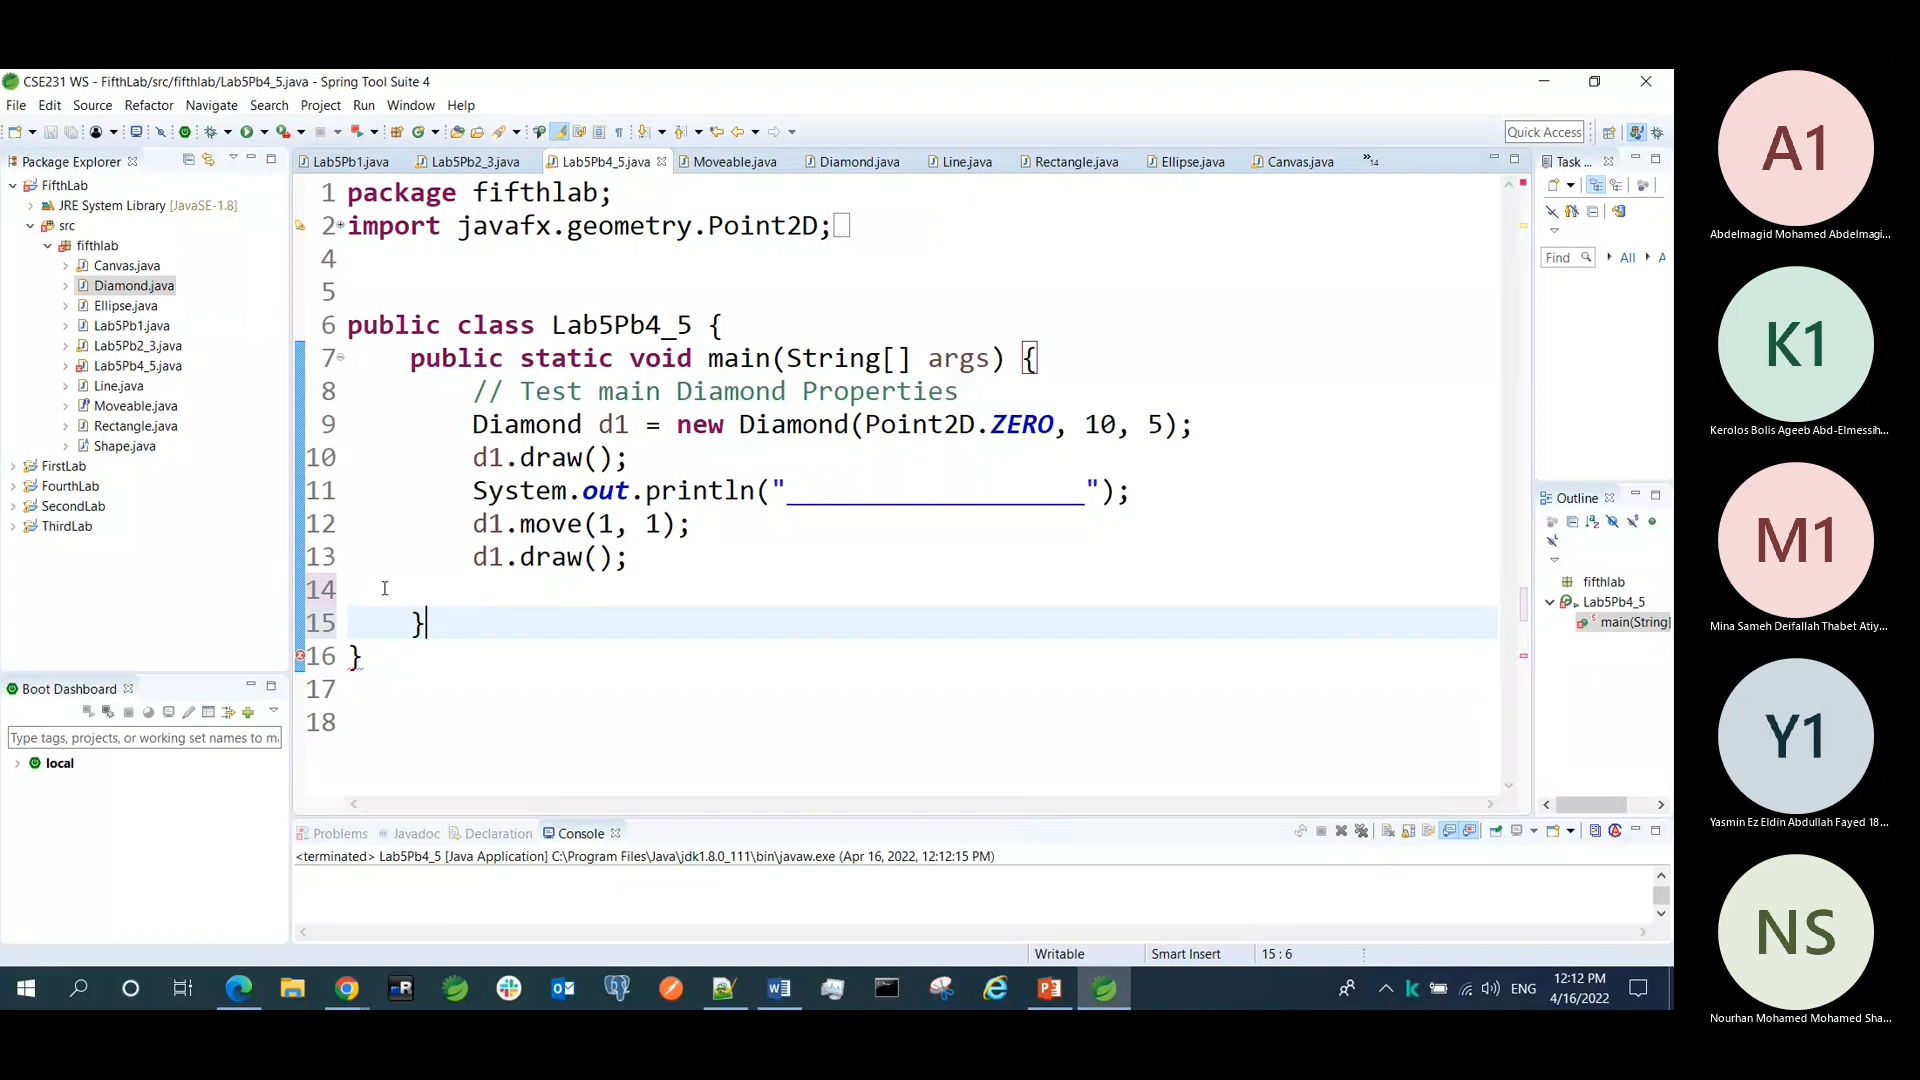 CSE231 WS - FifthLab/src/fifthlab/Lab5Pb4_5.java - Spring Tool Suite 4
File Edit Source Refactor Navigate Search Project Run Window Help
Quick Access
Package Explorer
FifthLab
JRE System Library [JavaSE-1.8]
src
fifthlab
Canvas.java
Diamond.java
Ellipse.java
Lab5Pb1.java
Lab5Pb2_3.java
Lab5Pb4_5.java
Line.java
Moveable.java
Rectangle.java
Shape.java
FirstLab
FourthLab
SecondLab
ThirdLab
Boot Dashboard
Type tags, projects, or working set names to m
local
Lab5Pb1.java Lab5Pb2_3.java Lab5Pb4_5.java Moveable.java Diamond.java Line.java Rectangle.java Ellipse.java Canvas.java »14
1 package fifthlab;
2 import javafx.geometry.Point2D;
4
5
6 public class Lab5Pb4_5 {
7 public static void main(String[] args) {
8 // Test main Diamond Properties
9 Diamond d1 = new Diamond(Point2D.ZERO, 10, 5);
10 d1.draw();
11 System.out.println("___________________");
12 d1.move(1, 1);
13 d1.draw();
14
15 }
16 }
17
18
Task ...
Find All A
Outline
fifthlab
Lab5Pb4_5
main(String
Problems Javadoc Declaration Console
<terminated> Lab5Pb4_5 [Java Application] C:\Program Files\Java\jdk1.8.0_111\bin\javaw.exe (Apr 16, 2022, 12:12:15 PM)
Writable Smart Insert 15 : 6
ENG
12:12 PM
4/16/2022
A1
Abdelmagid Mohamed Abdelmagi...
K1
Kerolos Bolis Ageeb Abd-Elmessih...
M1
Mina Sameh Deifallah Thabet Atiy...
Y1
Yasmin Ez Eldin Abdullah Fayed 18...
NS
Nourhan Mohamed Mohamed Sha...